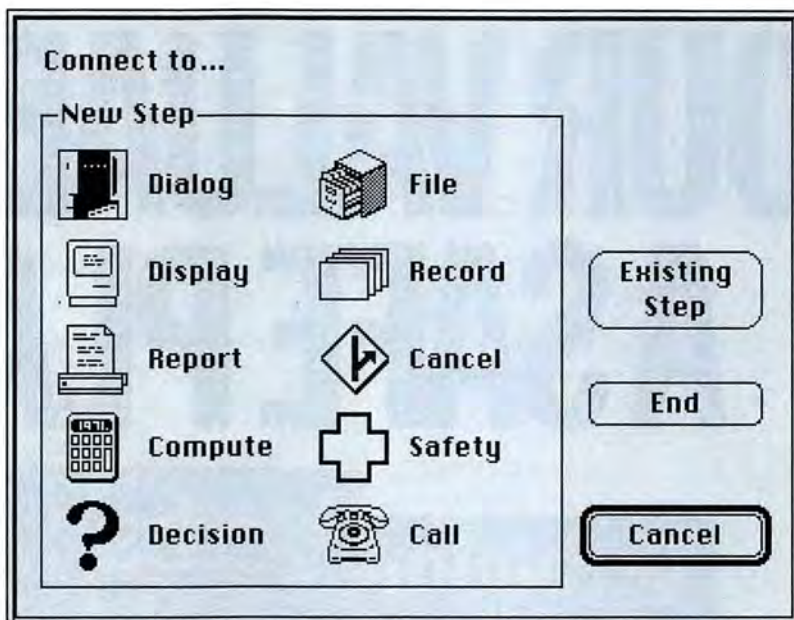 Connect to...
New Step
Dialog
File
Display
Record
Report
Cancel
Compute
Safety
Decision
Call
Existing
Step
End
Cancel